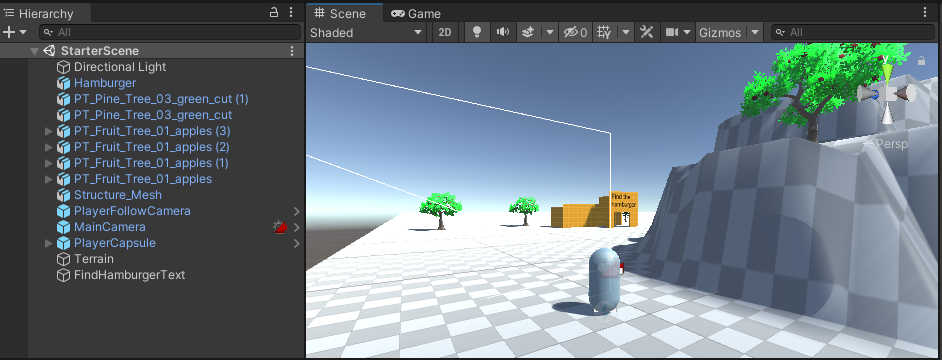 Hierarchy
All
StarterScene
Directional Light
Hamburger
PT_Pine_Tree_03_green_cut (1)
PT_Pine_Tree_03_green_cut
PT_Fruit_Tree_01_apples (3)
PT_Fruit_Tree_01_apples (2)
PT_Fruit_Tree_01_apples (1)
PT_Fruit_Tree_01_apples
Structure_Mesh
PlayerFollowCamera
MainCamera
PlayerCapsule
Terrain
FindHamburgerText
Scene
Game
Shaded
2D
0
Gizmos
All
y
Persp
Find the
hamburger